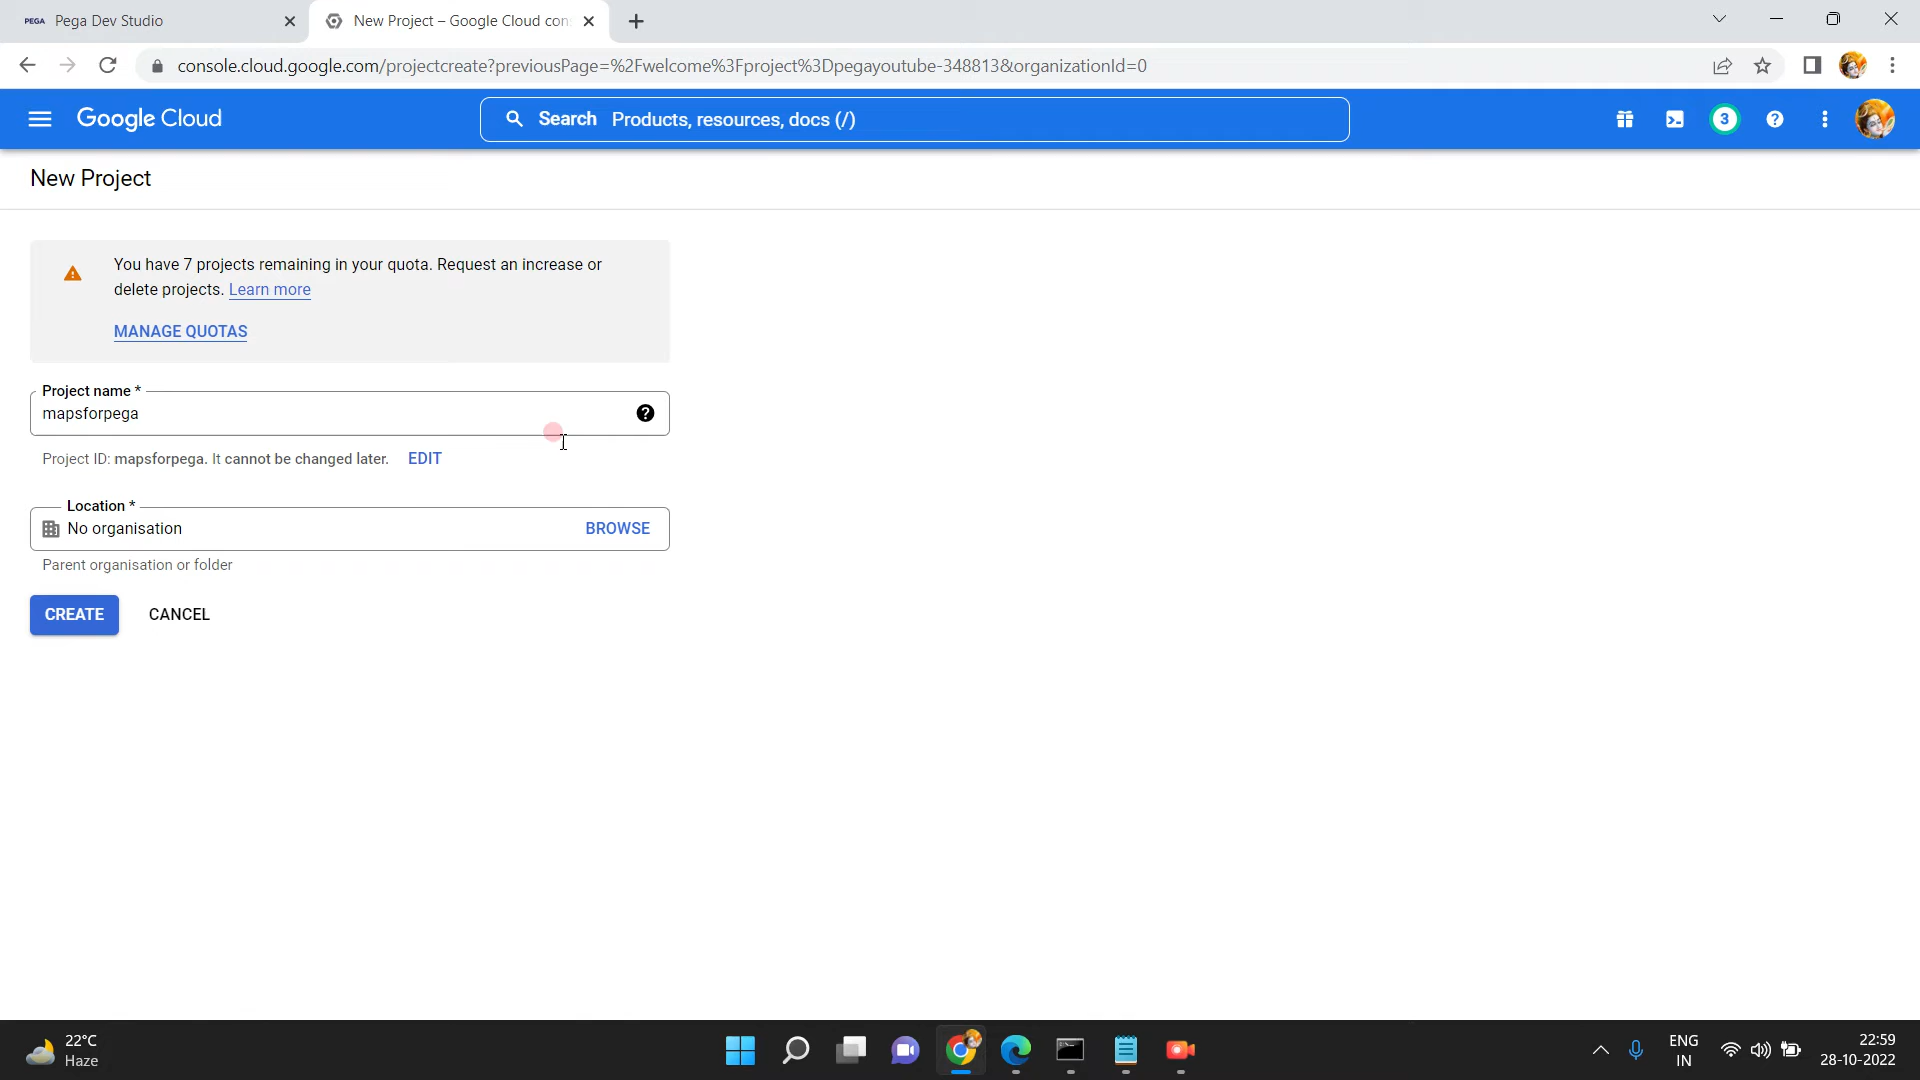 PEGA Pega Dev Studio
New Project – Google Cloud con
console.cloud.google.com/projectcreate?previousPage=%2Fwelcome%3Fproject%3Dpegayoutube-348813&organizationId=0
Google Cloud
Search Products, resources, docs (/)
3
New Project
You have 7 projects remaining in your quota. Request an increase or
delete projects. Learn more
MANAGE QUOTAS
Project name *
mapsforpega
Project ID: mapsforpega. It cannot be changed later. EDIT
Location *
No organisation
BROWSE
Parent organisation or folder
CREATE
CANCEL
22°C
Haze
ENG
IN
22:59
28-10-2022